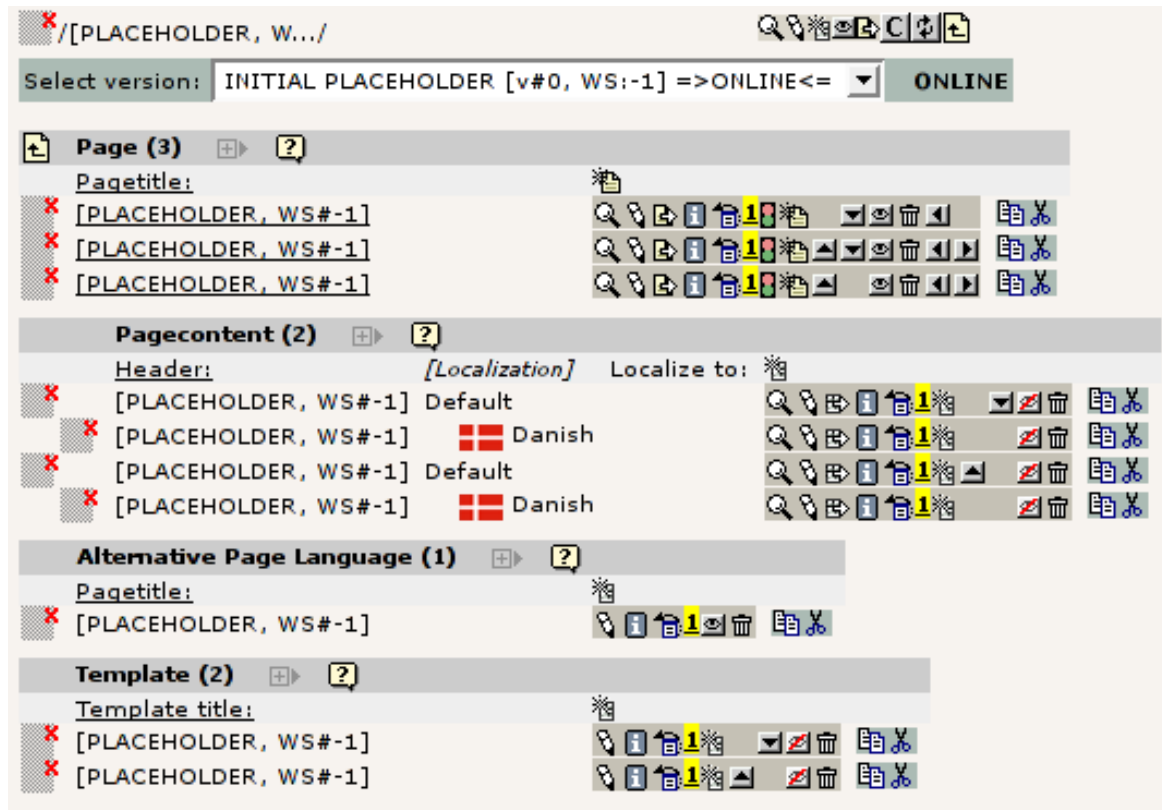 /[PLACEHOLDER, W.../ C
Select version: INITIAL PLACEHOLDER [v#0, WS:-1] =>ONLINE<= ONLINE
Page (3) ?
Pagetitle:
[PLACEHOLDER, WS#-1] i 1
[PLACEHOLDER, WS#-1] i 1
[PLACEHOLDER, WS#-1] i 1
Pagecontent (2) ?
Header: [Localization] Localize to:
[PLACEHOLDER, WS#-1] Default i 1
[PLACEHOLDER, WS#-1] Danish i 1
[PLACEHOLDER, WS#-1] Default i 1
[PLACEHOLDER, WS#-1] Danish i 1
Alternative Page Language (1) ?
Pagetitle:
[PLACEHOLDER, WS#-1] i 1
Template (2) ?
Template title:
[PLACEHOLDER, WS#-1] i 1
[PLACEHOLDER, WS#-1] i 1